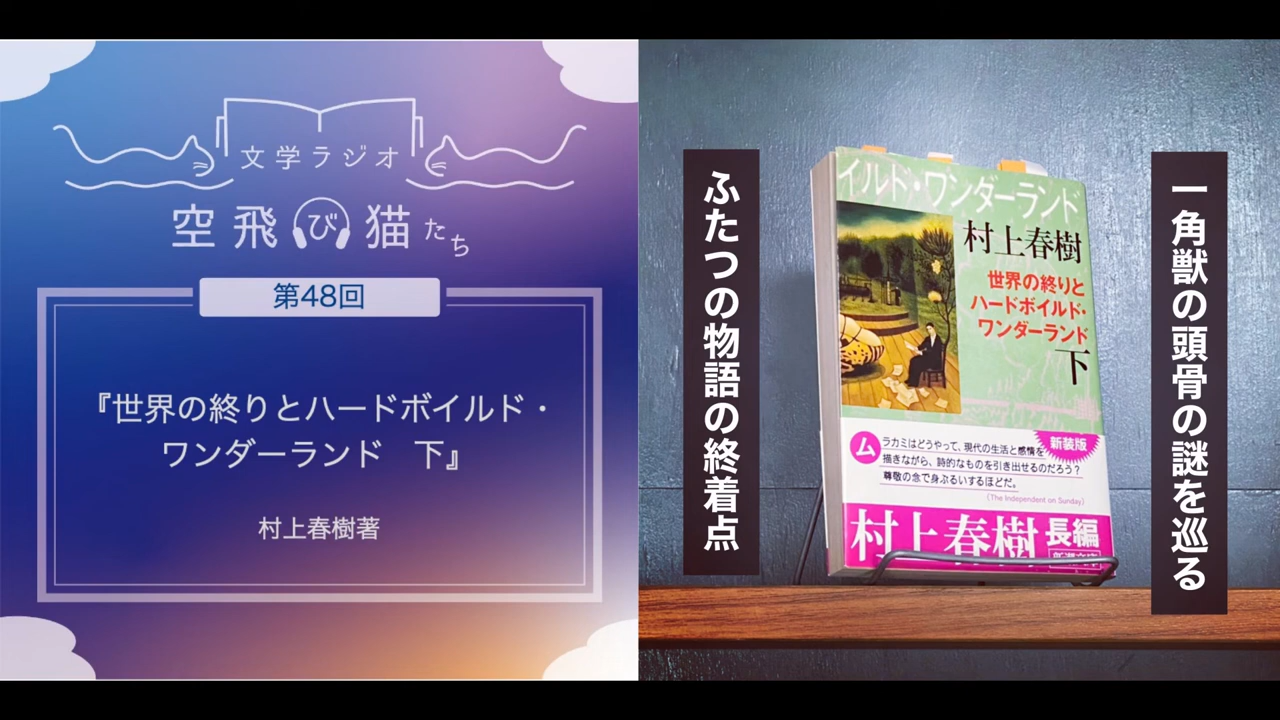 文学ラジオ
空飛び猫たち
第48回
『世界の終りとハードボイルド・
ワンダーランド 下』
村上春樹著
一角獣の頭骨の謎を巡る
ふたつの物語の終着点
イルド・ワンダーランド
村上春樹
世界の終りと
ハードボイルド・
ワンダーランド
下
新装版
ムラカミはどうやって、現代の生活と感情を
描きながら、詩的なものを引き出せるのだろう?
尊敬の念で身ぶるいするほどだ。
(The Independent on Sunday)
村上春樹 長編